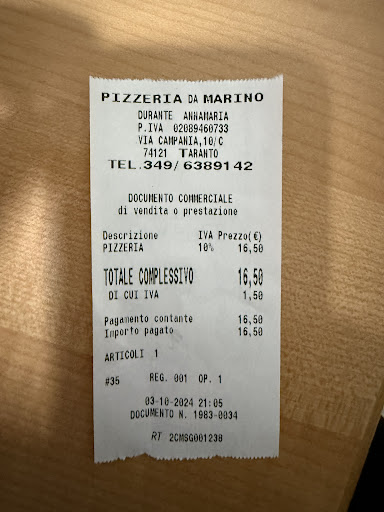 PIZZERIA DA MARINO
DURANTE ANNAMARIA
P.IVA 02089460733
VIA CAMPANIA,10/C
74121 TARANTO
TEL.349/6389142
DOCUMENTO COMMERCIALE
di vendita o prestazione
Descrizione IVA Prezzo(€)
PIZZERIA 10% 16,50
TOTALE COMPLESSIVO 16,50
DI CUI IVA 1,50
Pagamento contante 16,50
Importo pagato 16,50
ARTICOLI 1
#35 REG. 001 OP. 1
03-10-2024 21:05
DOCUMENTO N. 1983-0034
RT 2CMSG001238